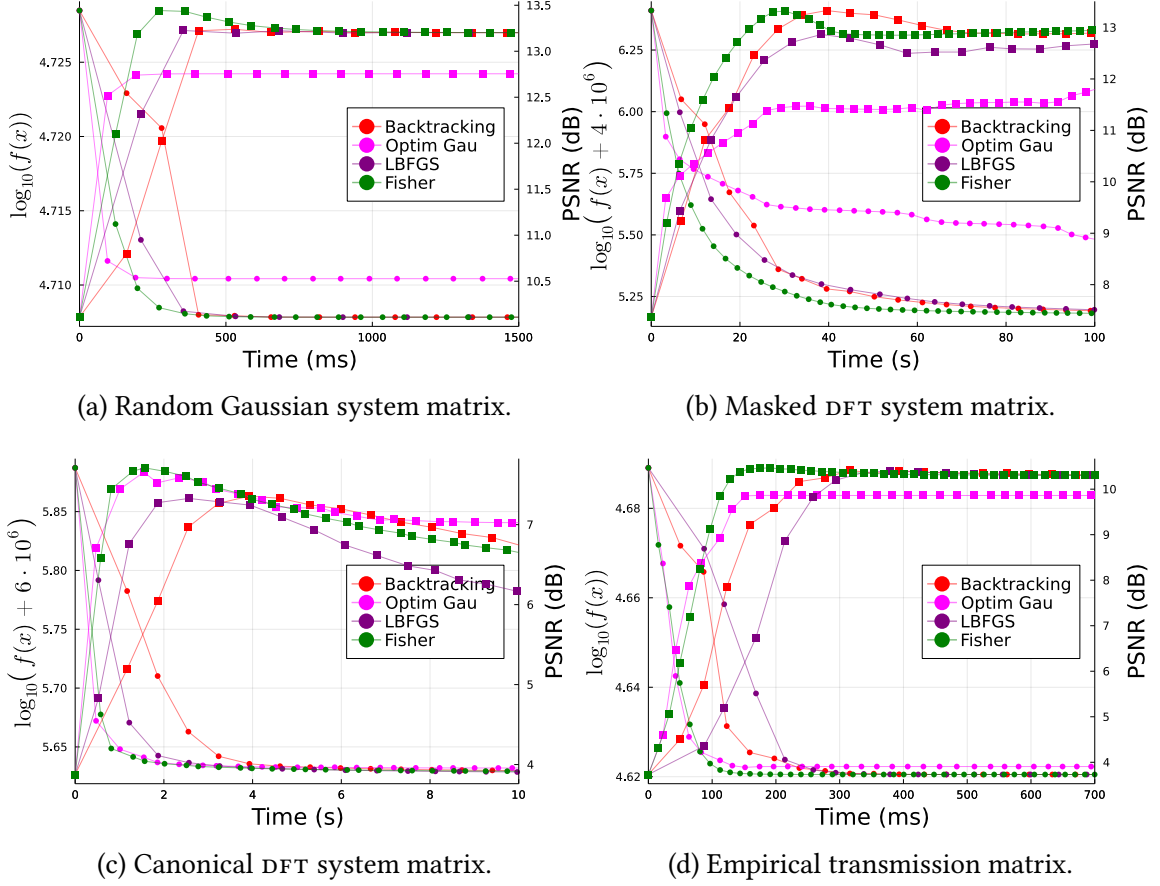 4.725
4.720
4.715
4.710
log₁₀(f(x))
0
500
1000
1500
Time (ms)
13.5
13.2
12.5
12.0
11.5
11.0
10.5
10.2
PSNR (dB)
Backtracking
Optim Gau
LBFGS
Fisher
(a) Random Gaussian system matrix.
6.25
6.00
5.75
5.50
5.25
log₁₀(f(x) + 4 · 10⁶)
0
20
40
60
80
100
Time (s)
13
12
11
10
9
8
PSNR (dB)
Backtracking
Optim Gau
LBFGS
Fisher
(b) Masked DFT system matrix.
5.85
5.80
5.75
5.70
5.65
log₁₀(f(x) + 6 · 10⁶)
0
2
4
6
8
10
Time (s)
7
6
5
4
PSNR (dB)
Backtracking
Optim Gau
LBFGS
Fisher
(c) Canonical DFT system matrix.
4.68
4.66
4.64
4.62
log₁₀(f(x))
0
100
200
300
400
500
600
700
Time (ms)
10
9
8
7
6
5
4
PSNR (dB)
Backtracking
Optim Gau
LBFGS
Fisher
(d) Empirical transmission matrix.